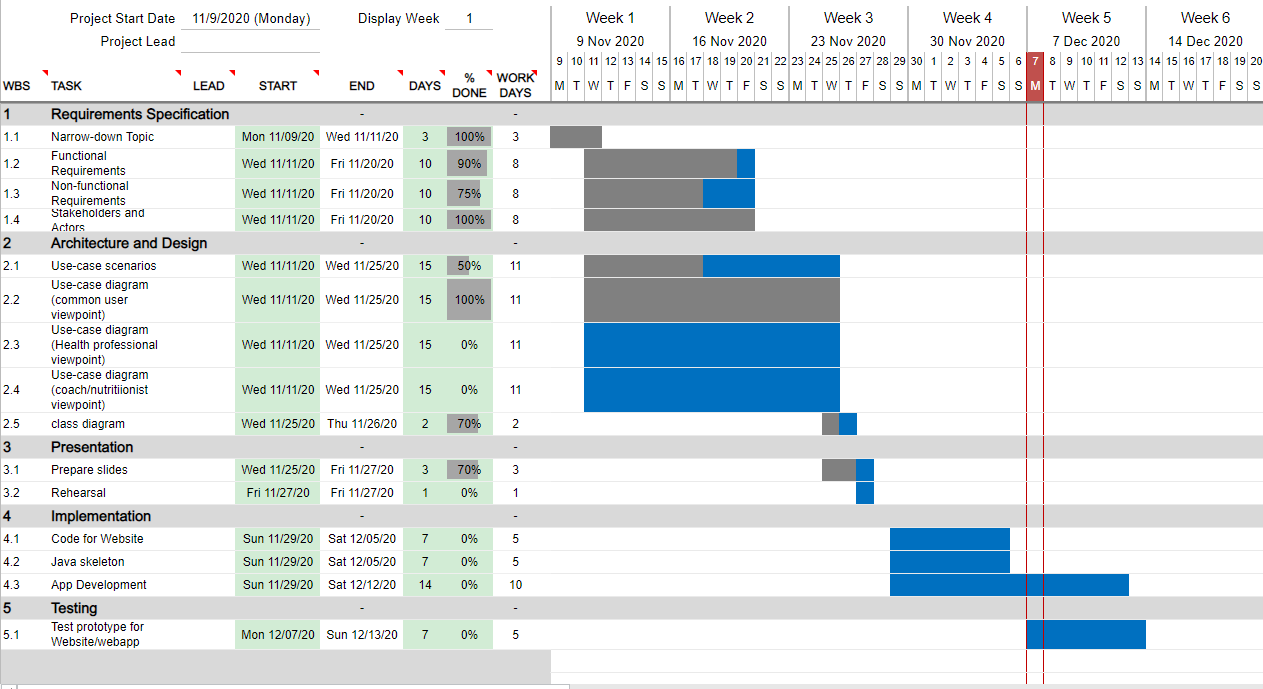 Project Start Date 11/9/2020 (Monday) Display Week 1 Week 1 Week 2 Week 3 Week 4 Week 5 Week 6
Project Lead 9 Nov 2020 16 Nov 2020 23 Nov 2020 30 Nov 2020 7 Dec 2020 14 Dec 2020
9 10 11 12 13 14 15 16 17 18 19 20 21 22 23 24 25 26 27 28 29 30 1 2 3 4 5 6 7 8 9 10 11 12 13 14 15 16 17 18 19 20
WBS TASK LEAD START END DAYS % DONE WORK DAYS M T W T F S S M T W T F S S M T W T F S S M T W T F S S M T W T F S S M T W T F S S
1 Requirements Specification - -
1.1 Narrow-down Topic Mon 11/09/20 Wed 11/11/20 3 100% 3
1.2 Functional Requirements Wed 11/11/20 Fri 11/20/20 10 90% 8
1.3 Non-functional Requirements Wed 11/11/20 Fri 11/20/20 10 75% 8
1.4 Stakeholders and Actors Wed 11/11/20 Fri 11/20/20 10 100% 8
2 Architecture and Design - -
2.1 Use-case scenarios Wed 11/11/20 Wed 11/25/20 15 50% 11
2.2 Use-case diagram (common user viewpoint) Wed 11/11/20 Wed 11/25/20 15 100% 11
2.3 Use-case diagram (Health professional viewpoint) Wed 11/11/20 Wed 11/25/20 15 0% 11
2.4 Use-case diagram (coach/nutritiionist viewpoint) Wed 11/11/20 Wed 11/25/20 15 0% 11
2.5 class diagram Wed 11/25/20 Thu 11/26/20 2 70% 2
3 Presentation - -
3.1 Prepare slides Wed 11/25/20 Fri 11/27/20 3 70% 3
3.2 Rehearsal Fri 11/27/20 Fri 11/27/20 1 0% 1
4 Implementation - -
4.1 Code for Website Sun 11/29/20 Sat 12/05/20 7 0% 5
4.2 Java skeleton Sun 11/29/20 Sat 12/05/20 7 0% 5
4.3 App Development Sun 11/29/20 Sat 12/12/20 14 0% 10
5 Testing - -
5.1 Test prototype for Website/webapp Mon 12/07/20 Sun 12/13/20 7 0% 5